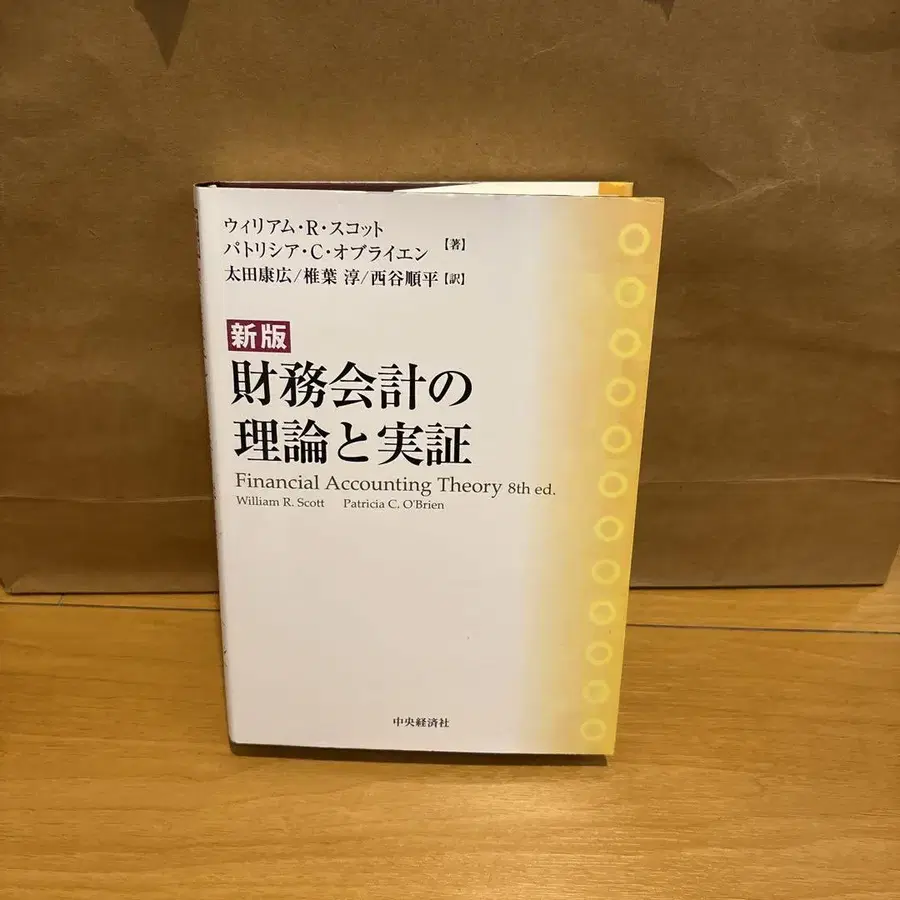 ウィリアム・R・スコット
パトリシア・C・オブライエン【著】
太田康広/椎葉 淳/西谷順平【訳】
新版
財務会計の
理論と実証
Financial Accounting Theory 8th ed.
William R. Scott Patricia C. O'Brien
中央経済社